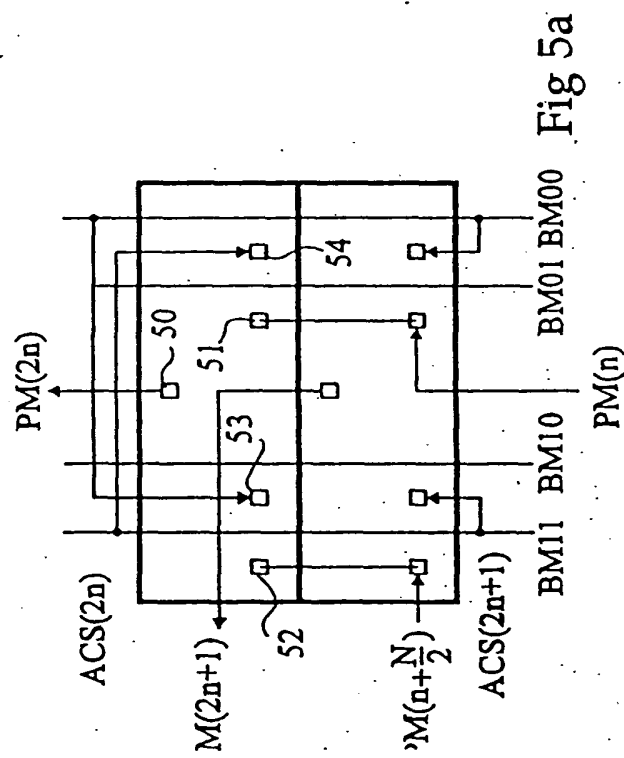 PM(2n)
ACS(2n)
50
M(2n+1)
53
51
54
52
'M(n+N/2)
ACS(2n+1)
BM11
BM10
PM(n)
BM01
BM00
Fig 5a